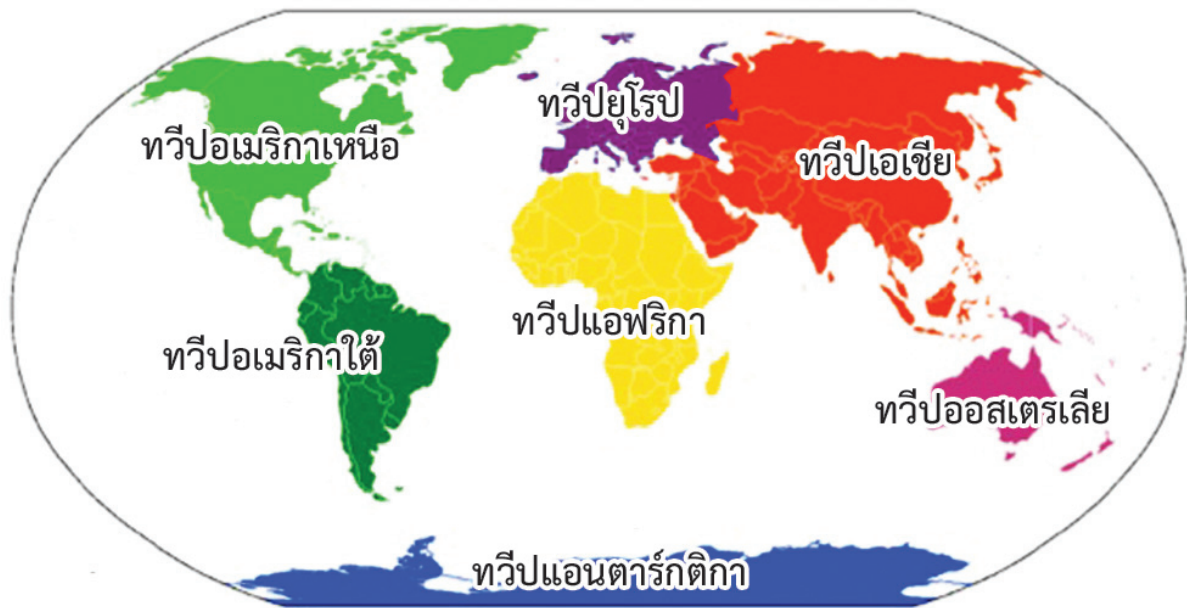 ทวีปยุโรป
ทวีปอเมริกาเหนือ
ทวีปเอเชีย
ทวีปแอฟริกา
ทวีปอเมริกาใต้
ทวีปออสเตรเลีย
ทวีปแอนตาร์กติกา